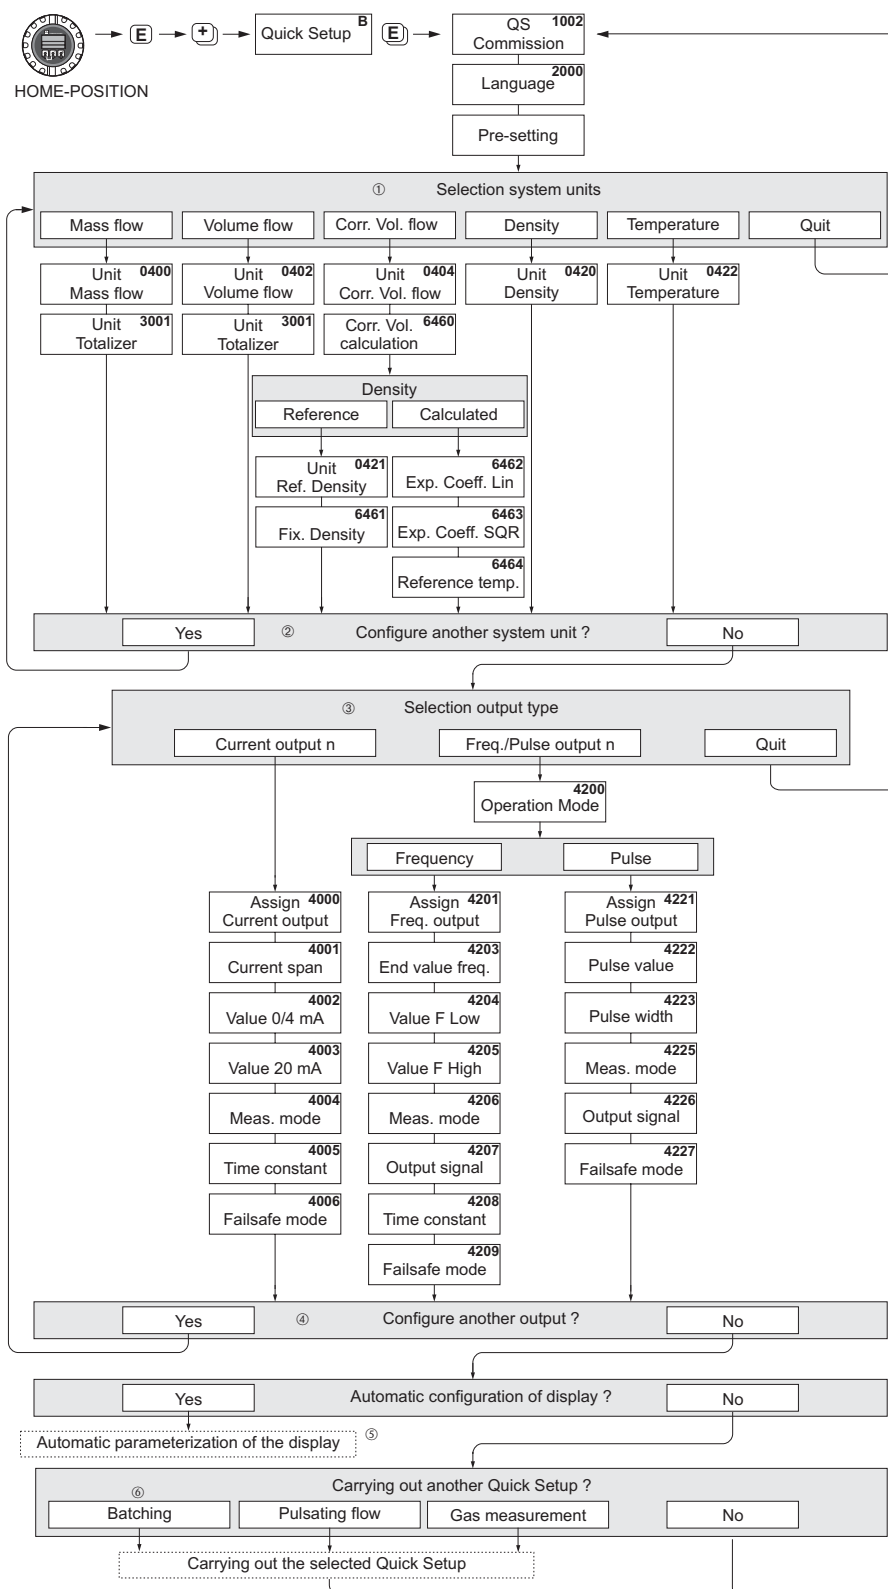 E
+
Quick Setup B
E
QS 1002
Commission
HOME-POSITION
Language 2000
Pre-setting
① Selection system units
Mass flow Volume flow Corr. Vol. flow Density Temperature Quit
Unit 0400
Mass flow
Unit 0402
Volume flow
Unit 0404
Corr. Vol. flow
Unit 0420
Density
Unit 0422
Temperature
Unit 3001
Totalizer
Unit 3001
Totalizer
Corr. Vol. 6460
calculation
Density
Reference Calculated
Unit 0421
Ref. Density
6462
Exp. Coeff. Lin
6461
Fix. Density
6463
Exp. Coeff. SQR
6464
Reference temp.
Yes ② Configure another system unit ? No
③ Selection output type
Current output n Freq./Pulse output n Quit
4200
Operation Mode
Frequency Pulse
Assign 4000
Current output
Assign 4201
Freq. output
Assign 4221
Pulse output
4001
Current span
4203
End value freq.
4222
Pulse value
4002
Value 0/4 mA
4204
Value F Low
4223
Pulse width
4003
Value 20 mA
4205
Value F High
4225
Meas. mode
4004
Meas. mode
4206
Meas. mode
4226
Output signal
4005
Time constant
4207
Output signal
4227
Failsafe mode
4006
Failsafe mode
4208
Time constant
4209
Failsafe mode
Yes ④ Configure another output ? No
Yes Automatic configuration of display ? No
Automatic parameterization of the display ⑤
Carrying out another Quick Setup ?
⑥
Batching Pulsating flow Gas measurement No
Carrying out the selected Quick Setup